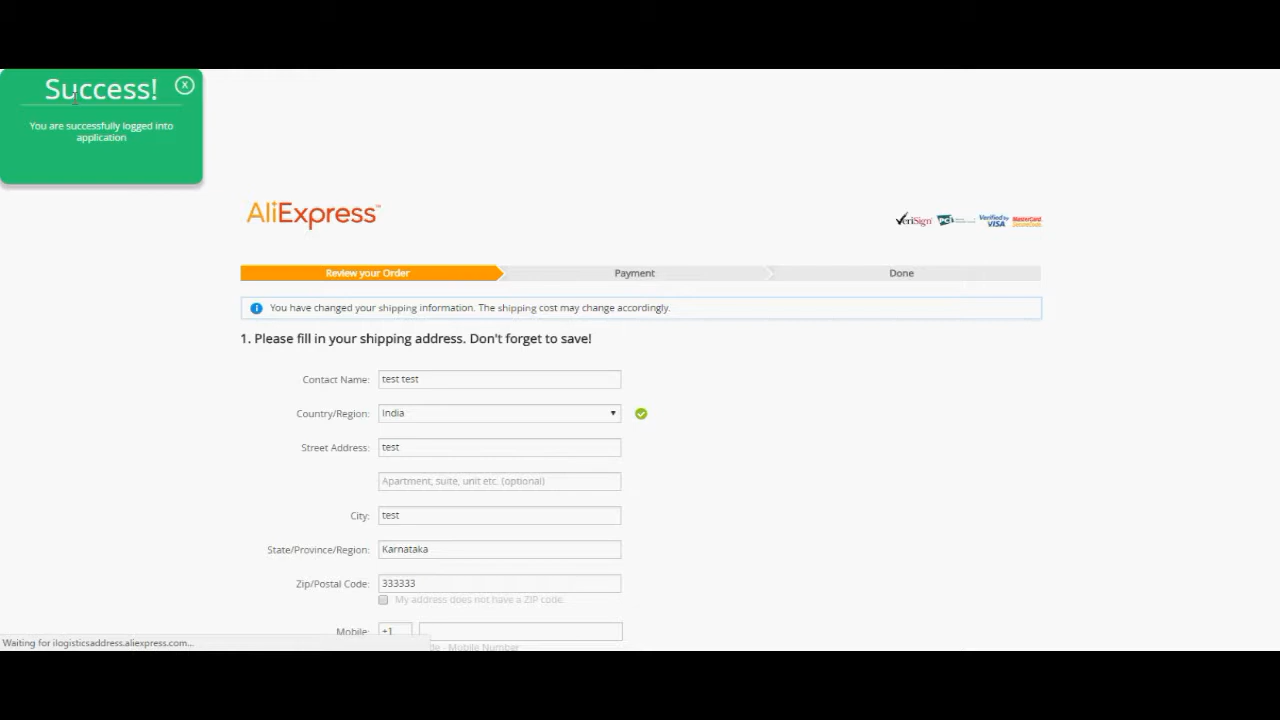 Success!
X
You are successfully logged into
application
AliExpress™
VeriSign
PCI
Verified by
VISA
MasterCard
Review your Order
Payment
Done
You have changed your shipping information. The shipping cost may change accordingly.
1. Please fill in your shipping address. Don't forget to save!
Contact Name: test test
Country/Region: India
Street Address: test
Apartment, suite, unit etc. (optional)
City: test
State/Province/Region: Karnataka
Zip/Postal Code: 333333
My address does not have a ZIP code.
Mobile: +1
- Mobile Number
Waiting for ilogisticsaddress.aliexpress.com...